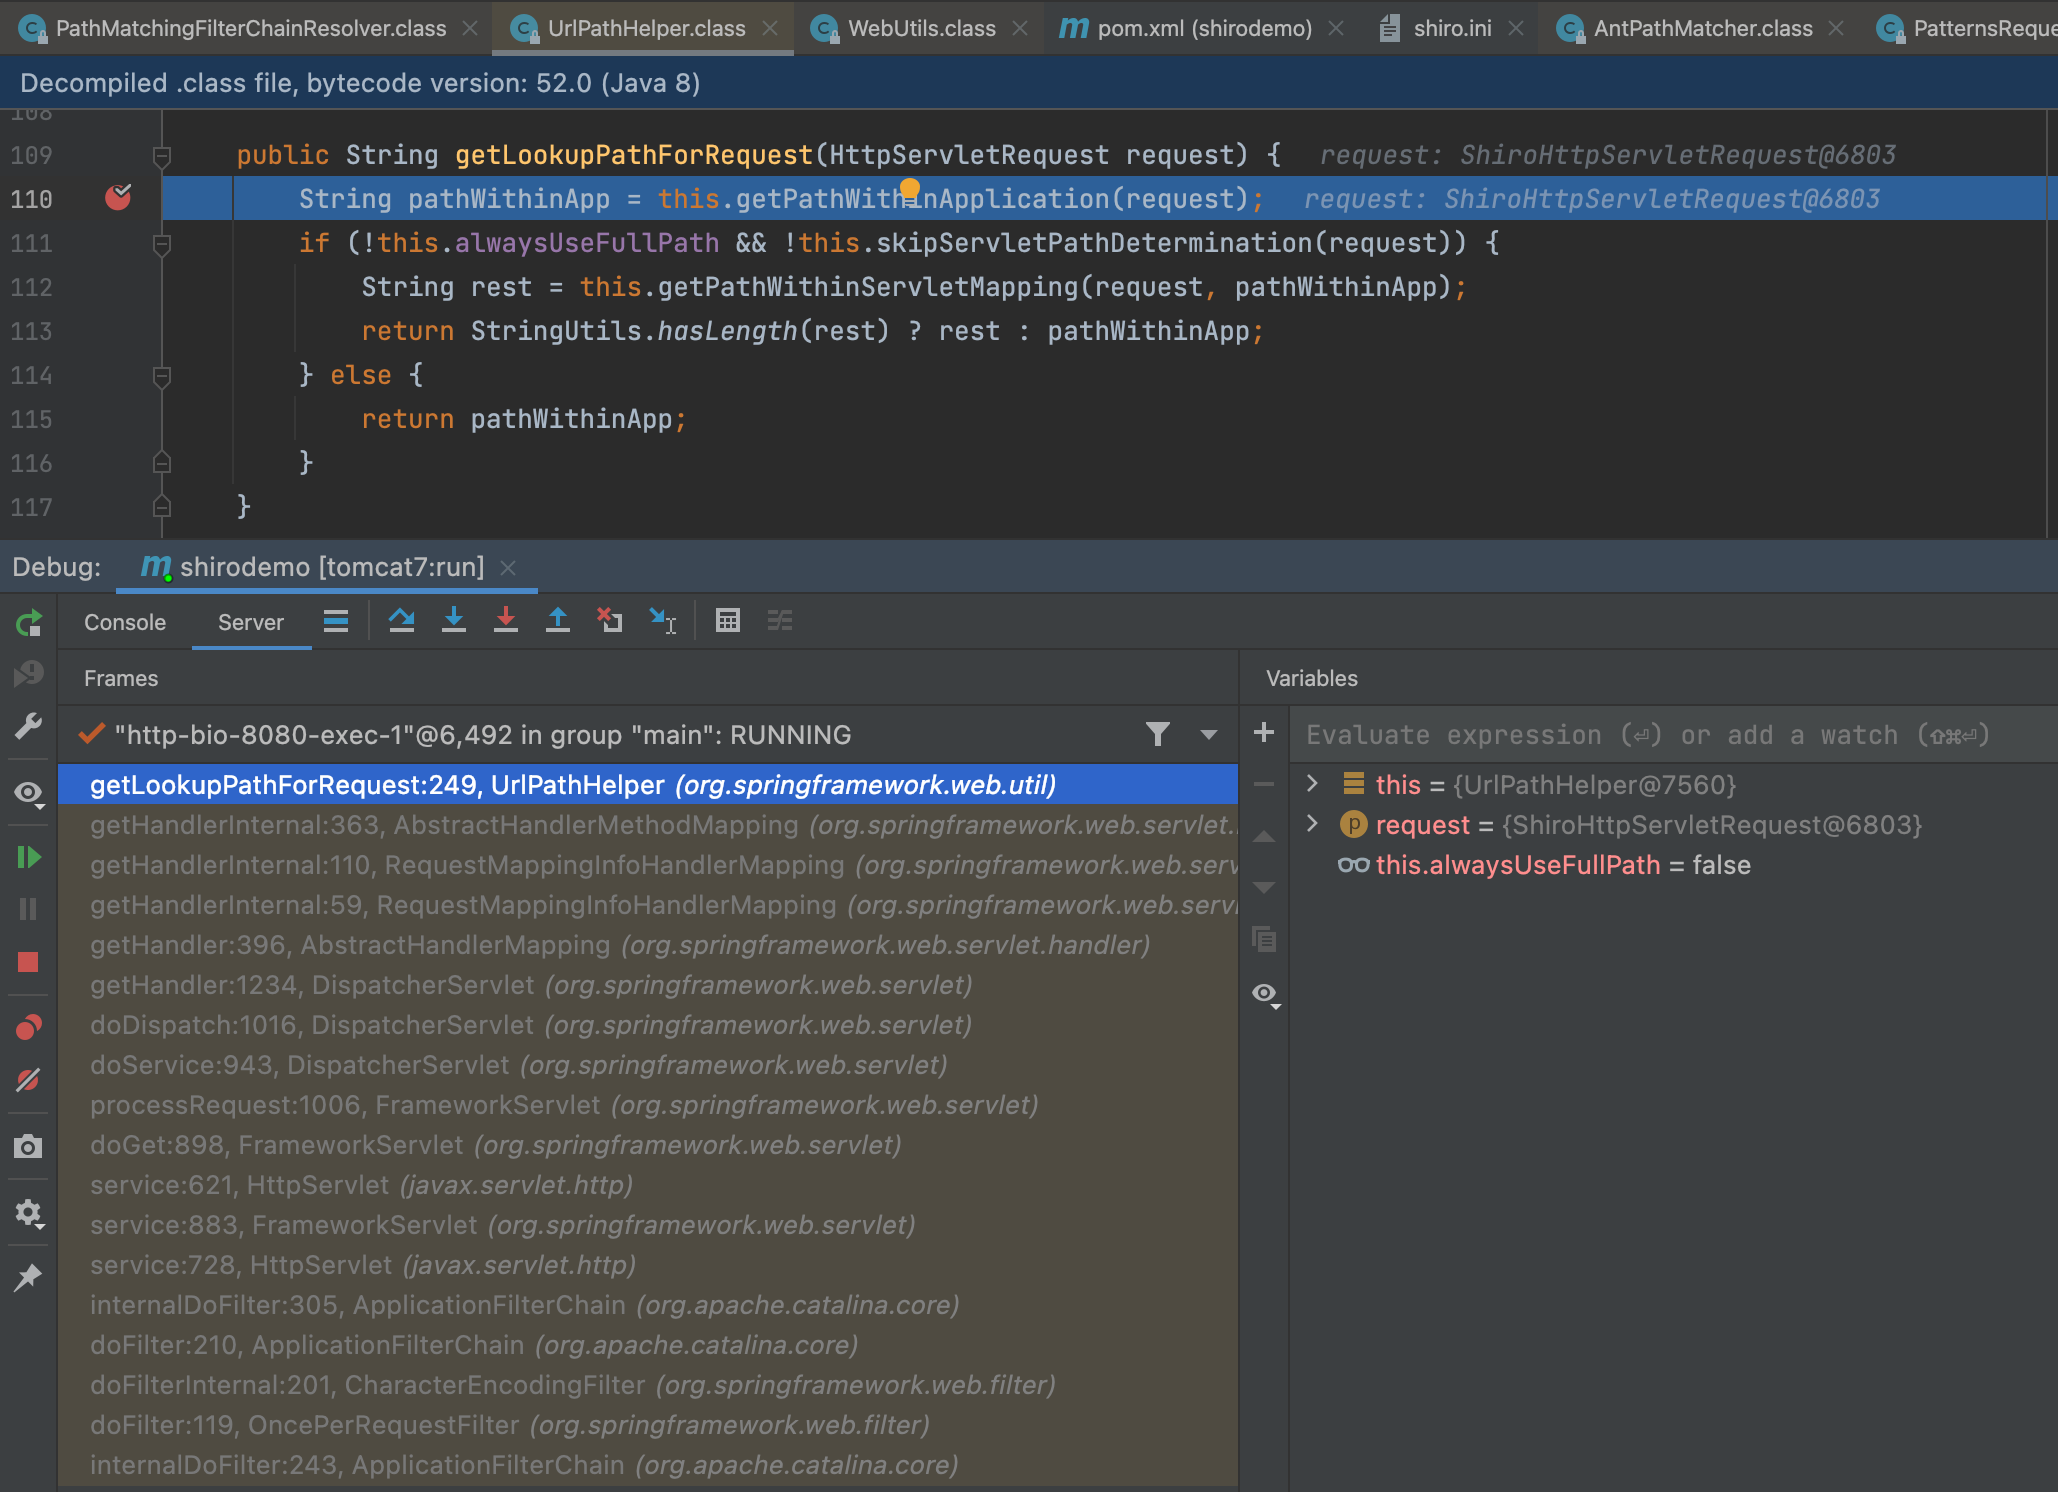 PathMatchingFilterChainResolver.class UrlPathHelper.class WebUtils.class pom.xml (shirodemo) shiro.ini AntPathMatcher.class PatternsReque
Decompiled .class file, bytecode version: 52.0 (Java 8)
108
109 public String getLookupPathForRequest(HttpServletRequest request) { request: ShiroHttpServletRequest@6803
110 String pathWithinApp = this.getPathWithinApplication(request); request: ShiroHttpServletRequest@6803
111 if (!this.alwaysUseFullPath && !this.skipServletPathDetermination(request)) {
112 String rest = this.getPathWithinServletMapping(request, pathWithinApp);
113 return StringUtils.hasLength(rest) ? rest : pathWithinApp;
114 } else {
115 return pathWithinApp;
116 }
117 }
Debug: shirodemo [tomcat7:run]
Console Server
Frames
Variables
"http-bio-8080-exec-1"@6,492 in group "main": RUNNING
Evaluate expression (⏎) or add a watch (⇧⌘⏎)
getLookupPathForRequest:249, UrlPathHelper (org.springframework.web.util)
getHandlerInternal:363, AbstractHandlerMethodMapping (org.springframework.web.servlet.
getHandlerInternal:110, RequestMappingInfoHandlerMapping (org.springframework.web.serv
getHandlerInternal:59, RequestMappingInfoHandlerMapping (org.springframework.web.servl
getHandler:396, AbstractHandlerMapping (org.springframework.web.servlet.handler)
getHandler:1234, DispatcherServlet (org.springframework.web.servlet)
doDispatch:1016, DispatcherServlet (org.springframework.web.servlet)
doService:943, DispatcherServlet (org.springframework.web.servlet)
processRequest:1006, FrameworkServlet (org.springframework.web.servlet)
doGet:898, FrameworkServlet (org.springframework.web.servlet)
service:621, HttpServlet (javax.servlet.http)
service:883, FrameworkServlet (org.springframework.web.servlet)
service:728, HttpServlet (javax.servlet.http)
internalDoFilter:305, ApplicationFilterChain (org.apache.catalina.core)
doFilter:210, ApplicationFilterChain (org.apache.catalina.core)
doFilterInternal:201, CharacterEncodingFilter (org.springframework.web.filter)
doFilter:119, OncePerRequestFilter (org.springframework.web.filter)
internalDoFilter:243, ApplicationFilterChain (org.apache.catalina.core)
this = {UrlPathHelper@7560}
request = {ShiroHttpServletRequest@6803}
this.alwaysUseFullPath = false